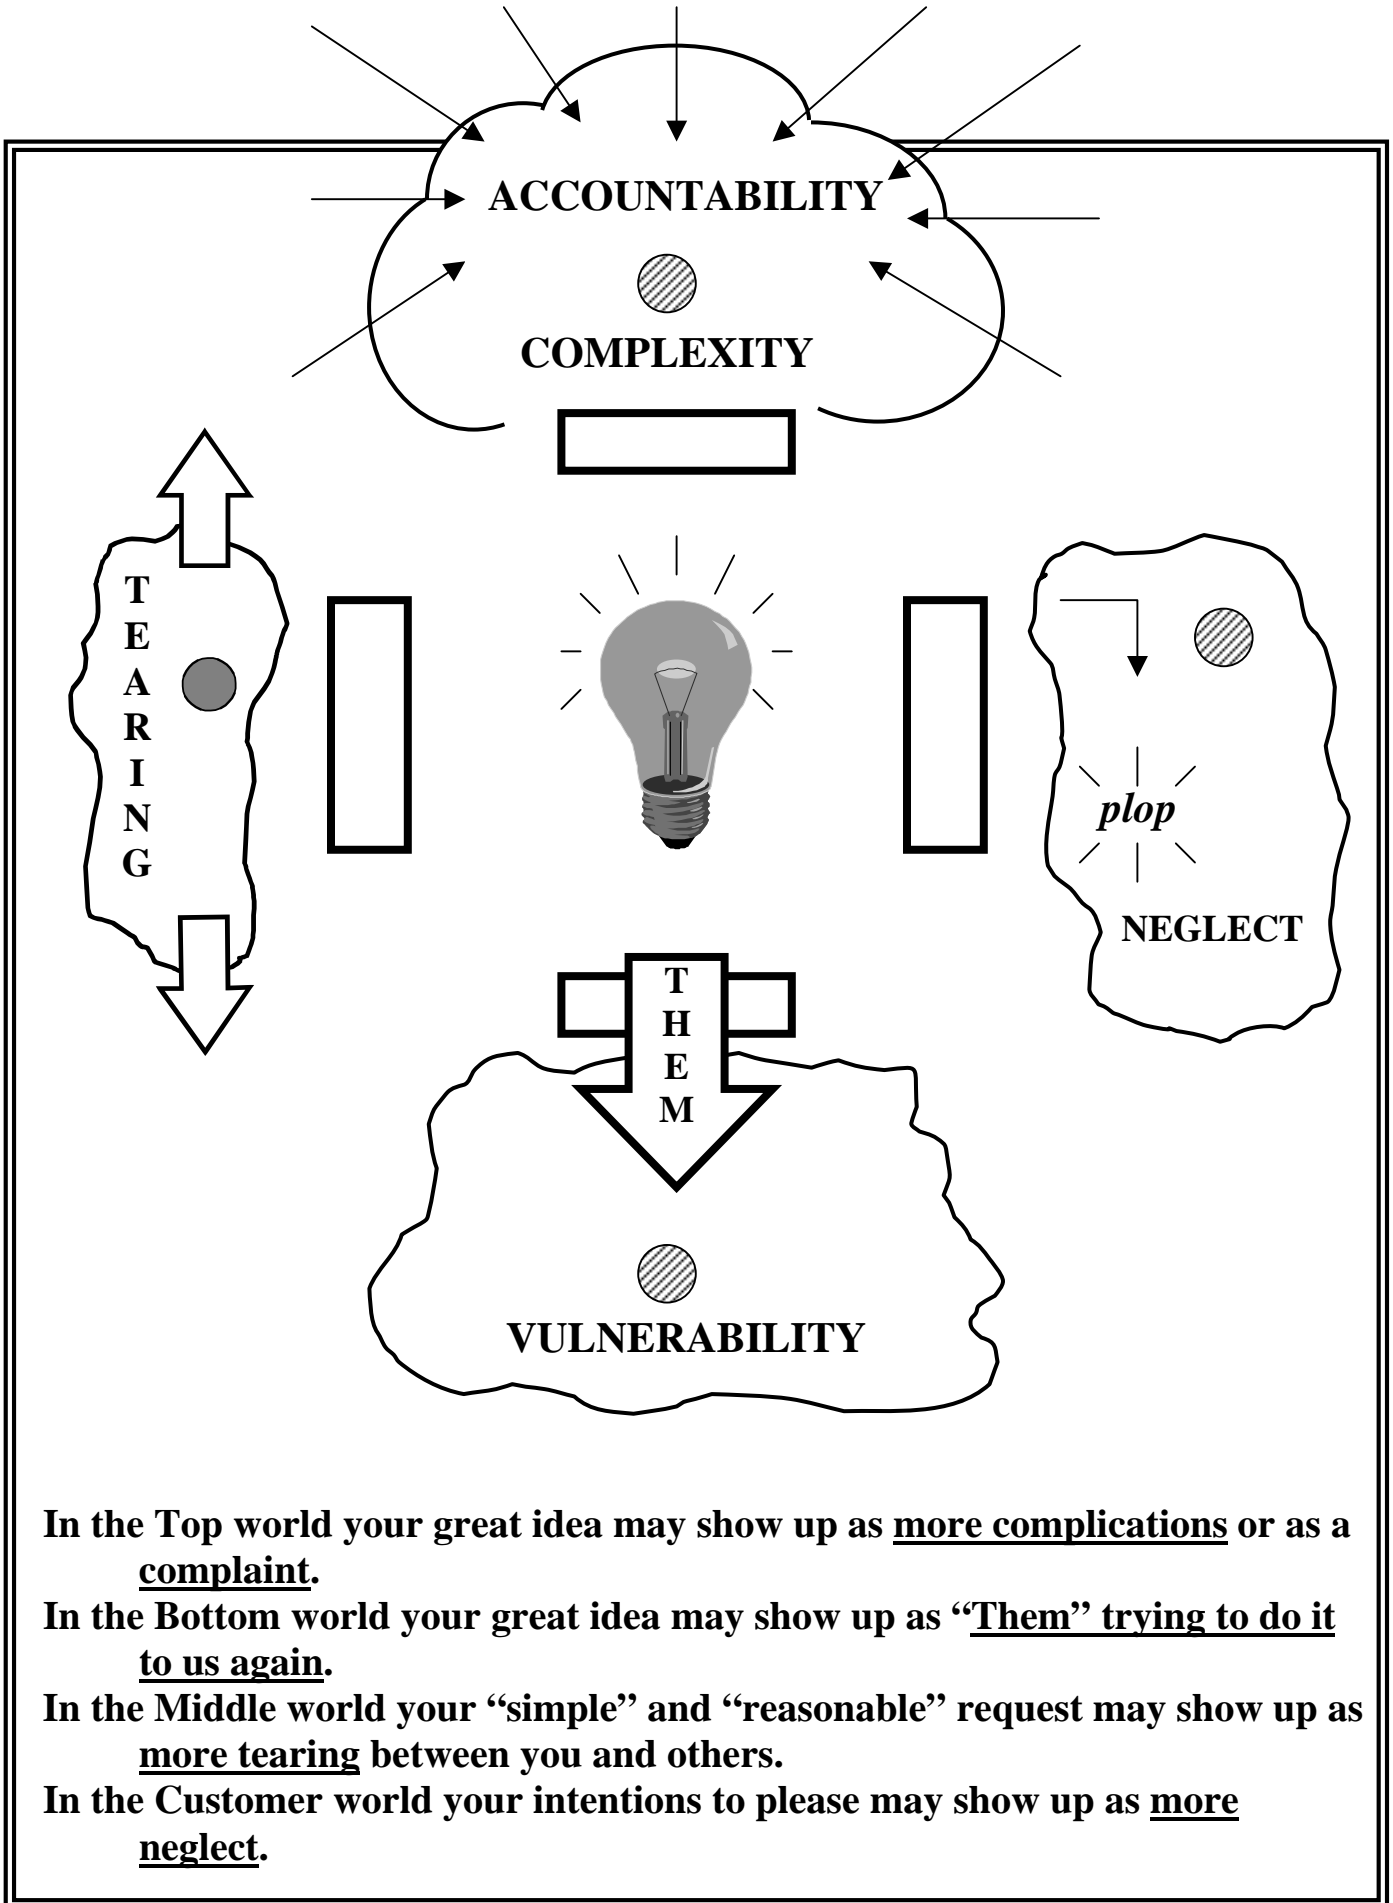 ACCOUNTABILITY
COMPLEXITY
TEARING
plop
NEGLECT
THEM
VULNERABILITY
In the Top world your great idea may show up as more complications or as a
complaint.
In the Bottom world your great idea may show up as “Them” trying to do it
to us again.
In the Middle world your “simple” and “reasonable” request may show up as
more tearing between you and others.
In the Customer world your intentions to please may show up as more
neglect.